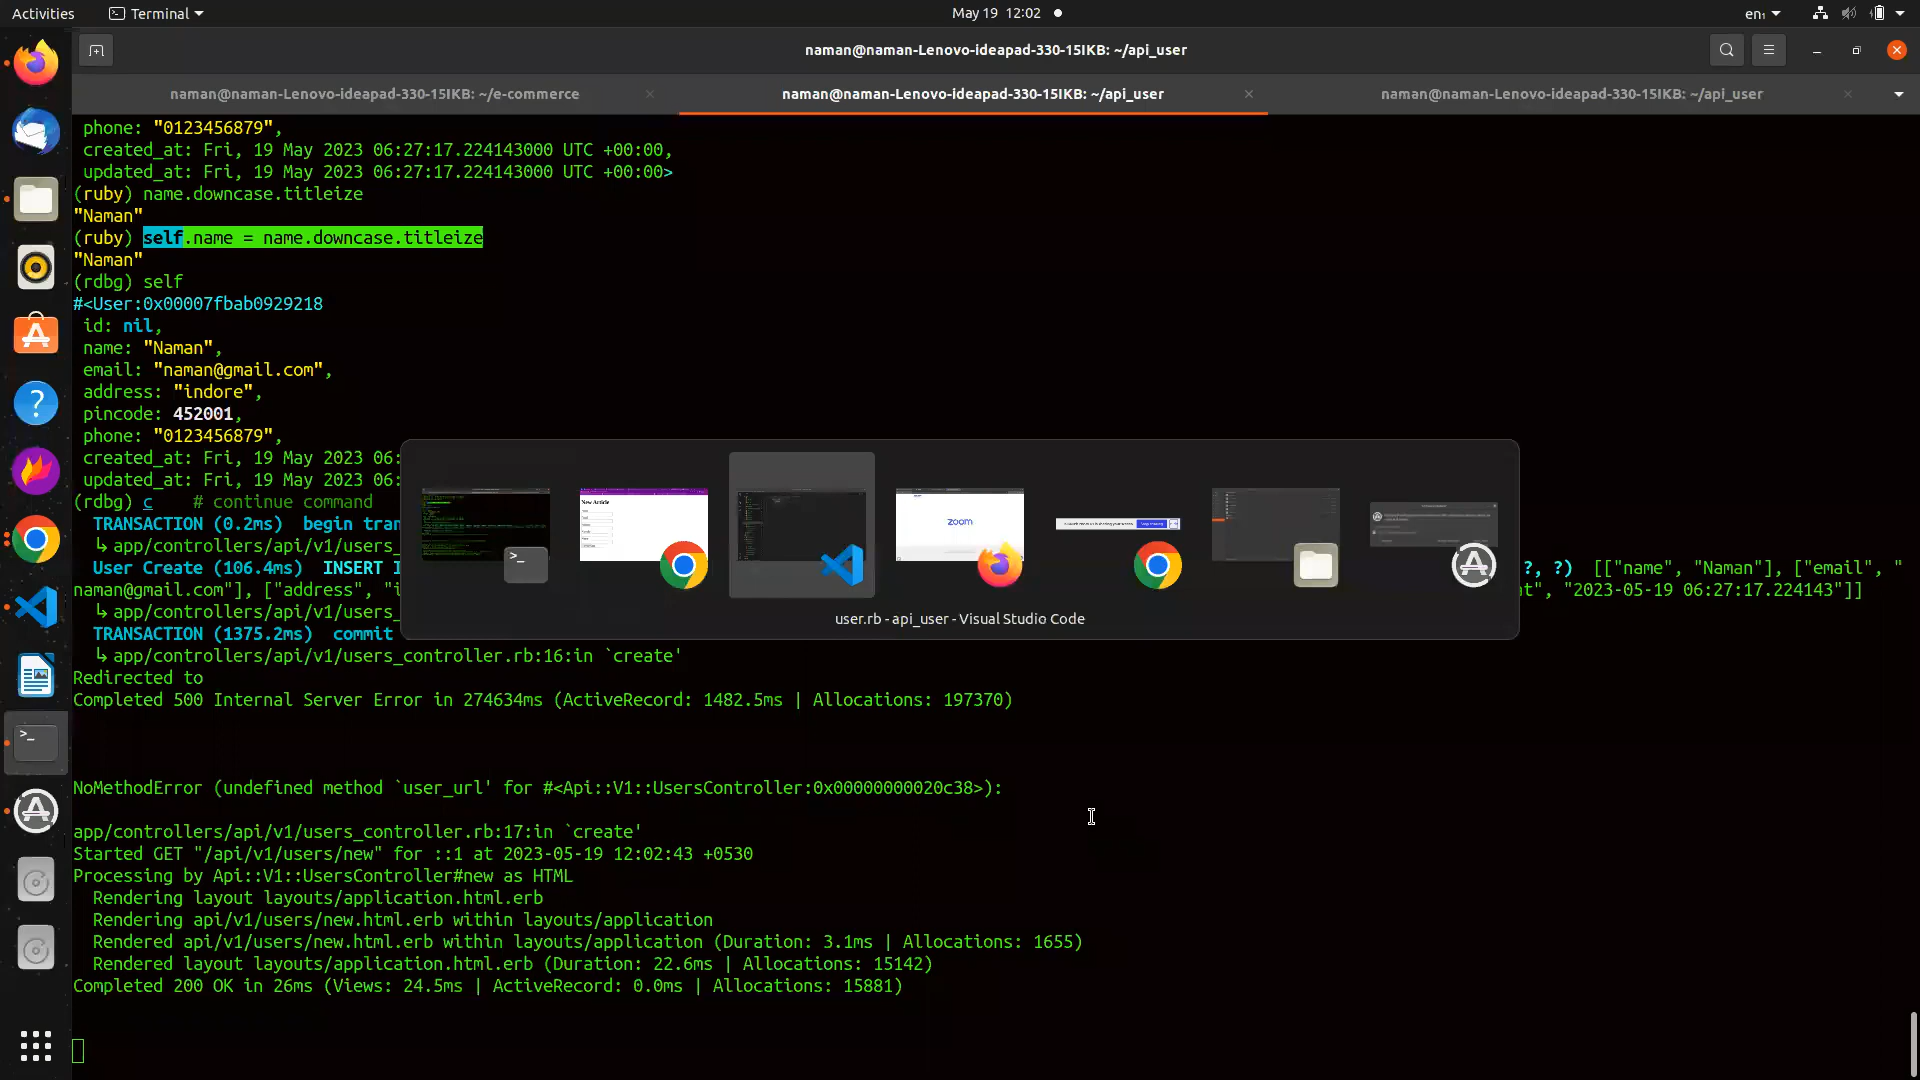 Activities
Terminal
May 19 12:02
en₁
naman@naman-Lenovo-ideapad-330-15IKB: ~/api_user
naman@naman-Lenovo-ideapad-330-15IKB: ~/e-commerce
naman@naman-Lenovo-ideapad-330-15IKB: ~/api_user
naman@naman-Lenovo-ideapad-330-15IKB: ~/api_user
phone: "0123456879",
created_at: Fri, 19 May 2023 06:27:17.224143000 UTC +00:00,
updated_at: Fri, 19 May 2023 06:27:17.224143000 UTC +00:00>
(ruby) name.downcase.titleize
"Naman"
(ruby) self.name = name.downcase.titleize
"Naman"
(rdbg) self
#<User:0x00007fbab0929218
id: nil,
name: "Naman",
email: "naman@gmail.com",
address: "indore",
pincode: 452001,
phone: "0123456879",
created_at: Fri, 19 May 2023 06:
updated_at: Fri, 19 May 2023 06:
(rdbg) c    # continue command
TRANSACTION (0.2ms)  begin tran
↳ app/controllers/api/v1/users_
User Create (106.4ms)  INSERT I ?, ?)  [["name", "Naman"], ["email", "
naman@gmail.com"], ["address", "i t", "2023-05-19 06:27:17.224143"]]
↳ app/controllers/api/v1/users_
TRANSACTION (1375.2ms)  commit
↳ app/controllers/api/v1/users_controller.rb:16:in `create'
Redirected to
Completed 500 Internal Server Error in 274634ms (ActiveRecord: 1482.5ms | Allocations: 197370)
NoMethodError (undefined method `user_url' for #<Api::V1::UsersController:0x00000000020c38>):
app/controllers/api/v1/users_controller.rb:17:in `create'
Started GET "/api/v1/users/new" for ::1 at 2023-05-19 12:02:43 +0530
Processing by Api::V1::UsersController#new as HTML
Rendering layout layouts/application.html.erb
Rendering api/v1/users/new.html.erb within layouts/application
Rendered api/v1/users/new.html.erb within layouts/application (Duration: 3.1ms | Allocations: 1655)
Rendered layout layouts/application.html.erb (Duration: 22.6ms | Allocations: 15142)
Completed 200 OK in 26ms (Views: 24.5ms | ActiveRecord: 0.0ms | Allocations: 15881)
New Article
zoom
user.rb - api_user - Visual Studio Code